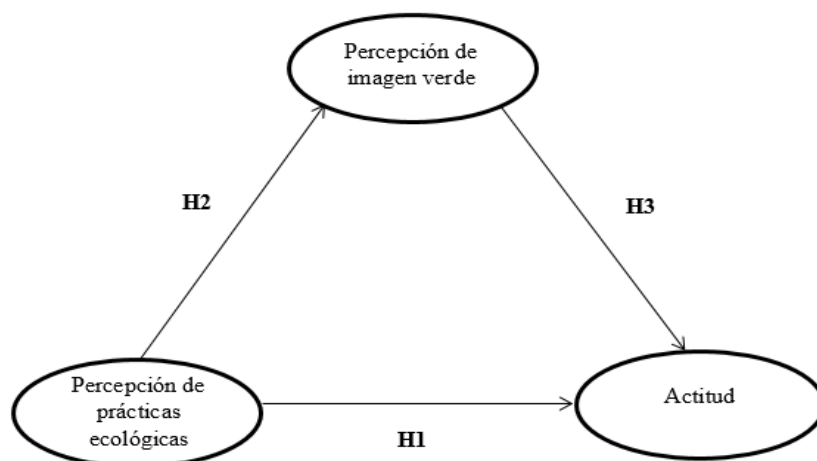 Percepción de
imagen verde
H2
H3
Percepción de
prácticas
ecológicas
Actitud
H1